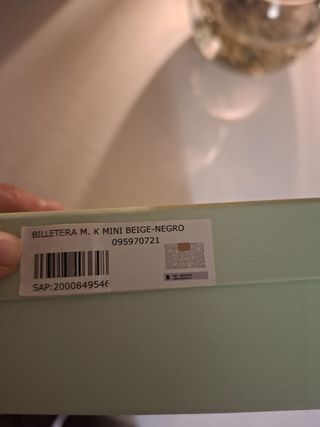 BILLETERA M. K MINI BEIGE-NEGRO
095970721
SAP:2000849546